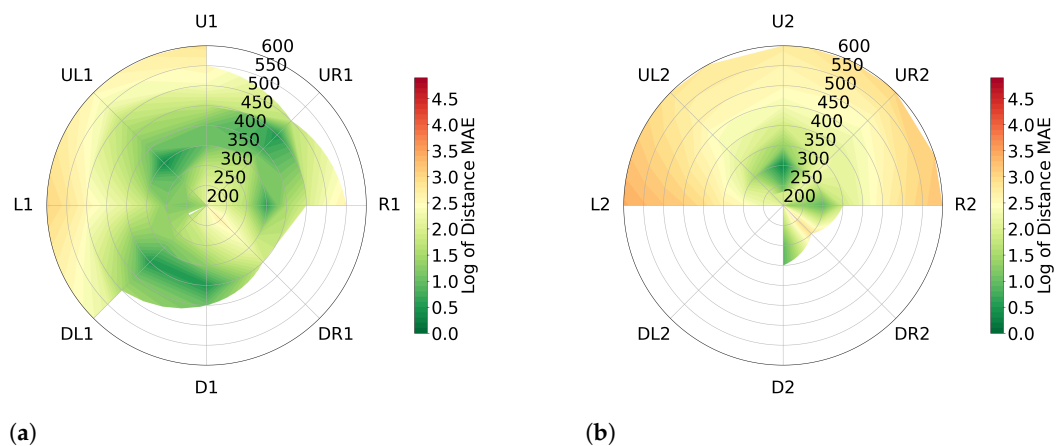 U1
UL1
UR1
L1
R1
DL1
DR1
D1
600
550
500
450
400
350
300
250
200
4.5
4.0
3.5
3.0
2.5
2.0
1.5
1.0
0.5
0.0
Log of Distance MAE
(a)
U2
UL2
UR2
L2
R2
DL2
DR2
D2
600
550
500
450
400
350
300
250
200
4.5
4.0
3.5
3.0
2.5
2.0
1.5
1.0
0.5
0.0
Log of Distance MAE
(b)